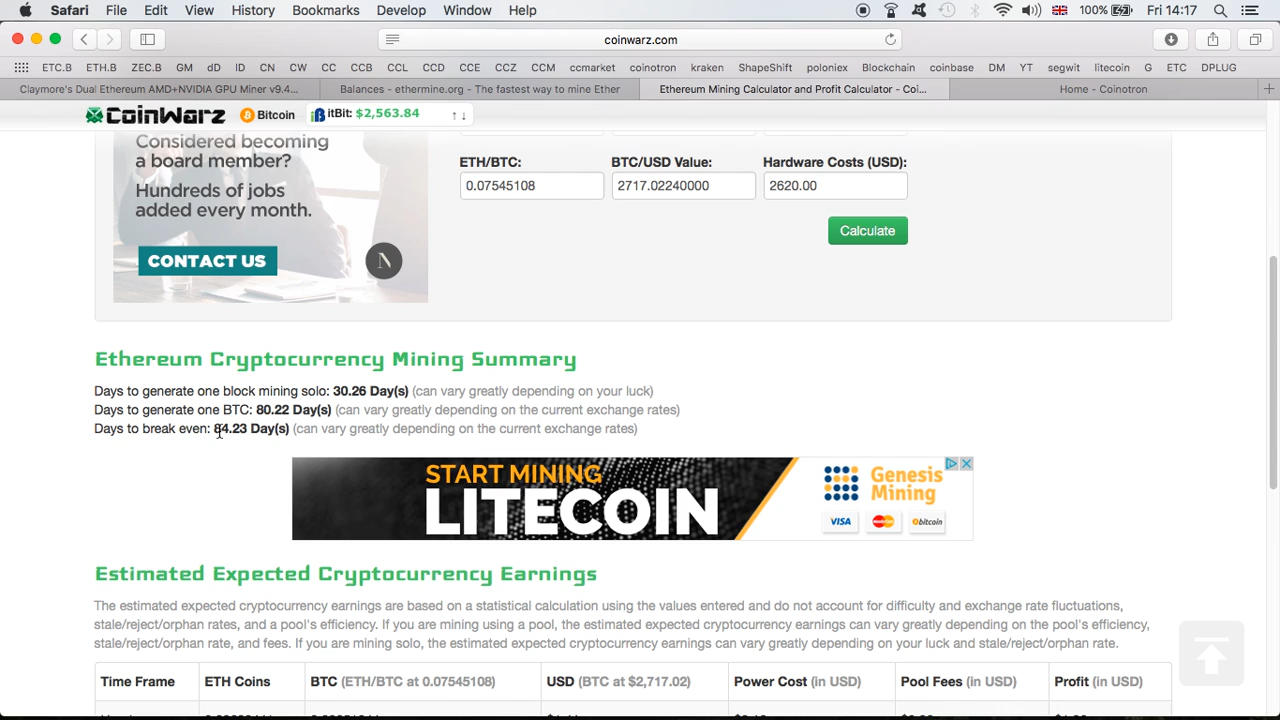 Safari File Edit View History Bookmarks Develop Window Help 100% Fri 14:17
coinwarz.com
ETC.B ETH.B ZEC.B GM dD ID CN CW CC CCB CCL CCD CCE CCZ CCM ccmarket coinotron kraken ShapeShift poloniex Blockchain coinbase DM YT segwit litecoin G ETC DPLUG
Claymore's Dual Ethereum AMD+NVIDIA GPU Miner v9.4... Balances - ethermine.org - The fastest way to mine Ether Ethereum Mining Calculator and Profit Calculator - Coi... Home - Coinotron
CoinWarz Bitcoin itBit: $2,563.84 ↑ ↓
Considered becoming
a board member?
Hundreds of jobs
added every month.
CONTACT US N
ETH/BTC: BTC/USD Value: Hardware Costs (USD):
0.07545108 2717.02240000 2620.00
Calculate
Ethereum Cryptocurrency Mining Summary
Days to generate one block mining solo: 30.26 Day(s) (can vary greatly depending on your luck)
Days to generate one BTC: 80.22 Day(s) (can vary greatly depending on the current exchange rates)
Days to break even: 84.23 Day(s) (can vary greatly depending on the current exchange rates)
START MINING
LITECOIN
Genesis
Mining
VISA MasterCard bitcoin
Estimated Expected Cryptocurrency Earnings
The estimated expected cryptocurrency earnings are based on a statistical calculation using the values entered and do not account for difficulty and exchange rate fluctuations,
stale/reject/orphan rates, and a pool's efficiency. If you are mining using a pool, the estimated expected cryptocurrency earnings can vary greatly depending on the pool's efficiency,
stale/reject/orphan rate, and fees. If you are mining solo, the estimated expected cryptocurrency earnings can vary greatly depending on your luck and stale/reject/orphan rate.
Time Frame ETH Coins BTC (ETH/BTC at 0.07545108) USD (BTC at $2,717.02) Power Cost (in USD) Pool Fees (in USD) Profit (in USD)